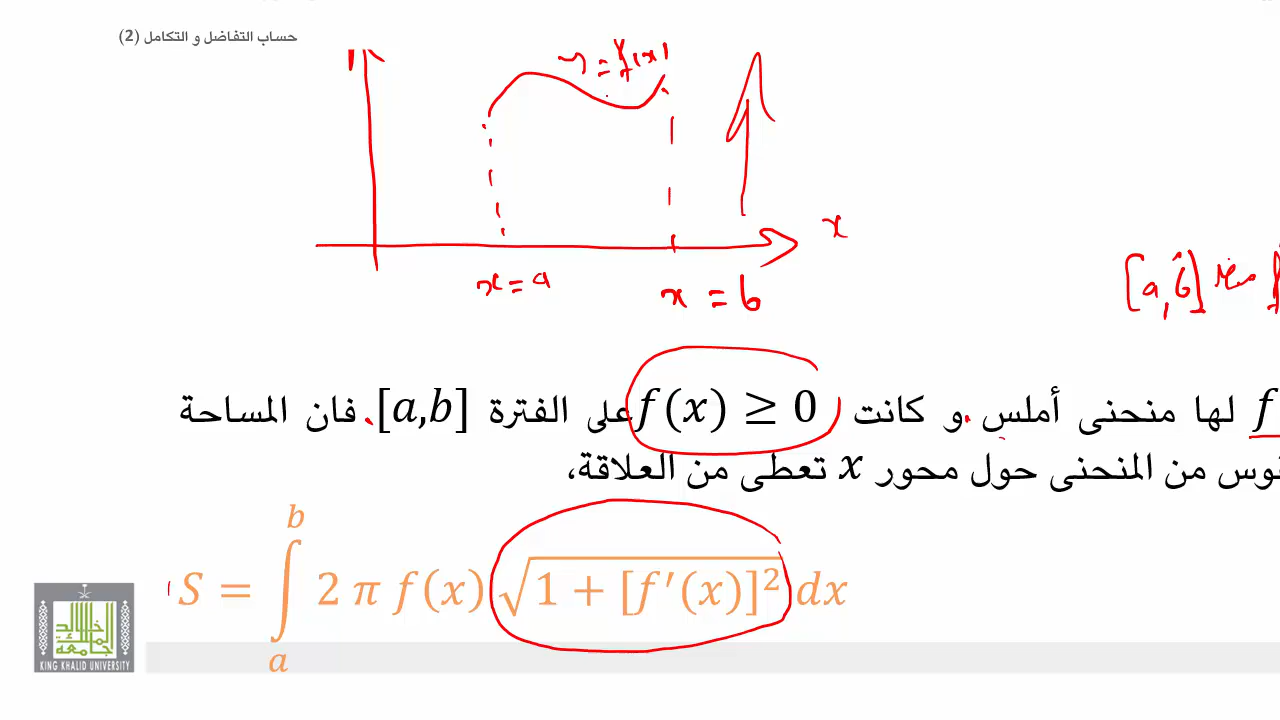 حساب التفاضل و التكامل (2)
y = f(x)
x
x = a
x = b
[a, b]
f لها منحنى أملس و كانت f(x) ≥ 0 على الفترة [a,b] فان المساحة
من المنحنى حول محور x تعطى من العلاقة،
S = ∫_a^b 2 π f(x) √(1 + [f′(x)]²) dx
KING KHALID UNIVERSITY